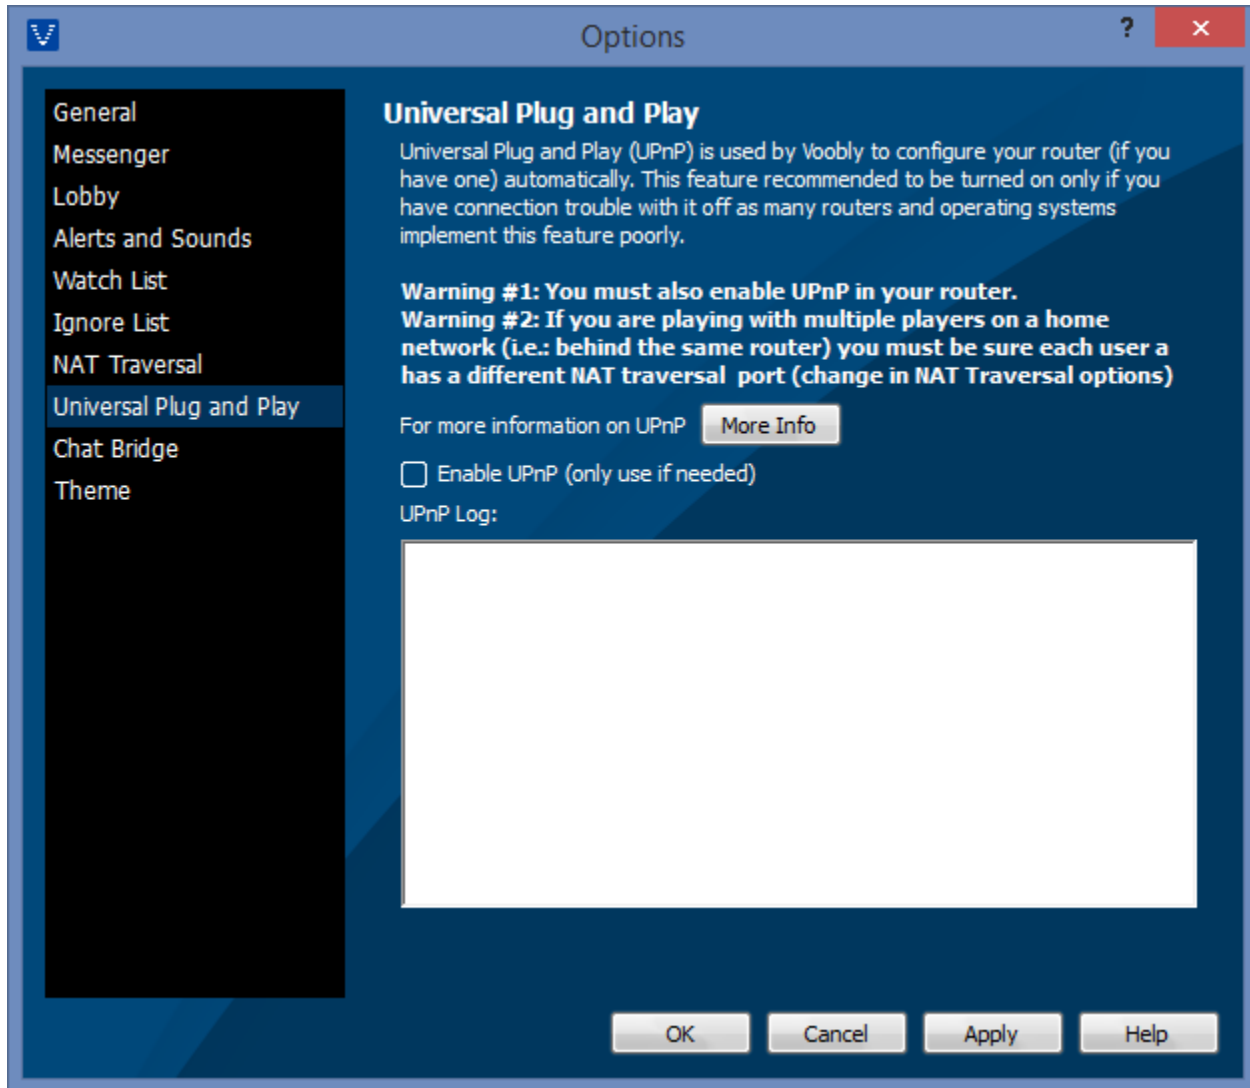 Options
?
General
Messenger
Lobby
Alerts and Sounds
Watch List
Ignore List
NAT Traversal
Universal Plug and Play
Chat Bridge
Theme
Universal Plug and Play
Universal Plug and Play (UPnP) is used by Voobly to configure your router (if you
have one) automatically. This feature recommended to be turned on only if you
have connection trouble with it off as many routers and operating systems
implement this feature poorly.
Warning #1: You must also enable UPnP in your router.
Warning #2: If you are playing with multiple players on a home
network (i.e.: behind the same router) you must be sure each user a
has a different NAT traversal  port (change in NAT Traversal options)
For more information on UPnP More Info
Enable UPnP (only use if needed)
UPnP Log:
OK Cancel Apply Help